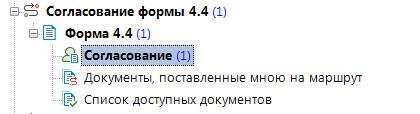 Согласование формы 4.4 (1)
Форма 4.4 (1)
Согласование (1)
Документы, поставленные мною на маршрут
Список доступных документов